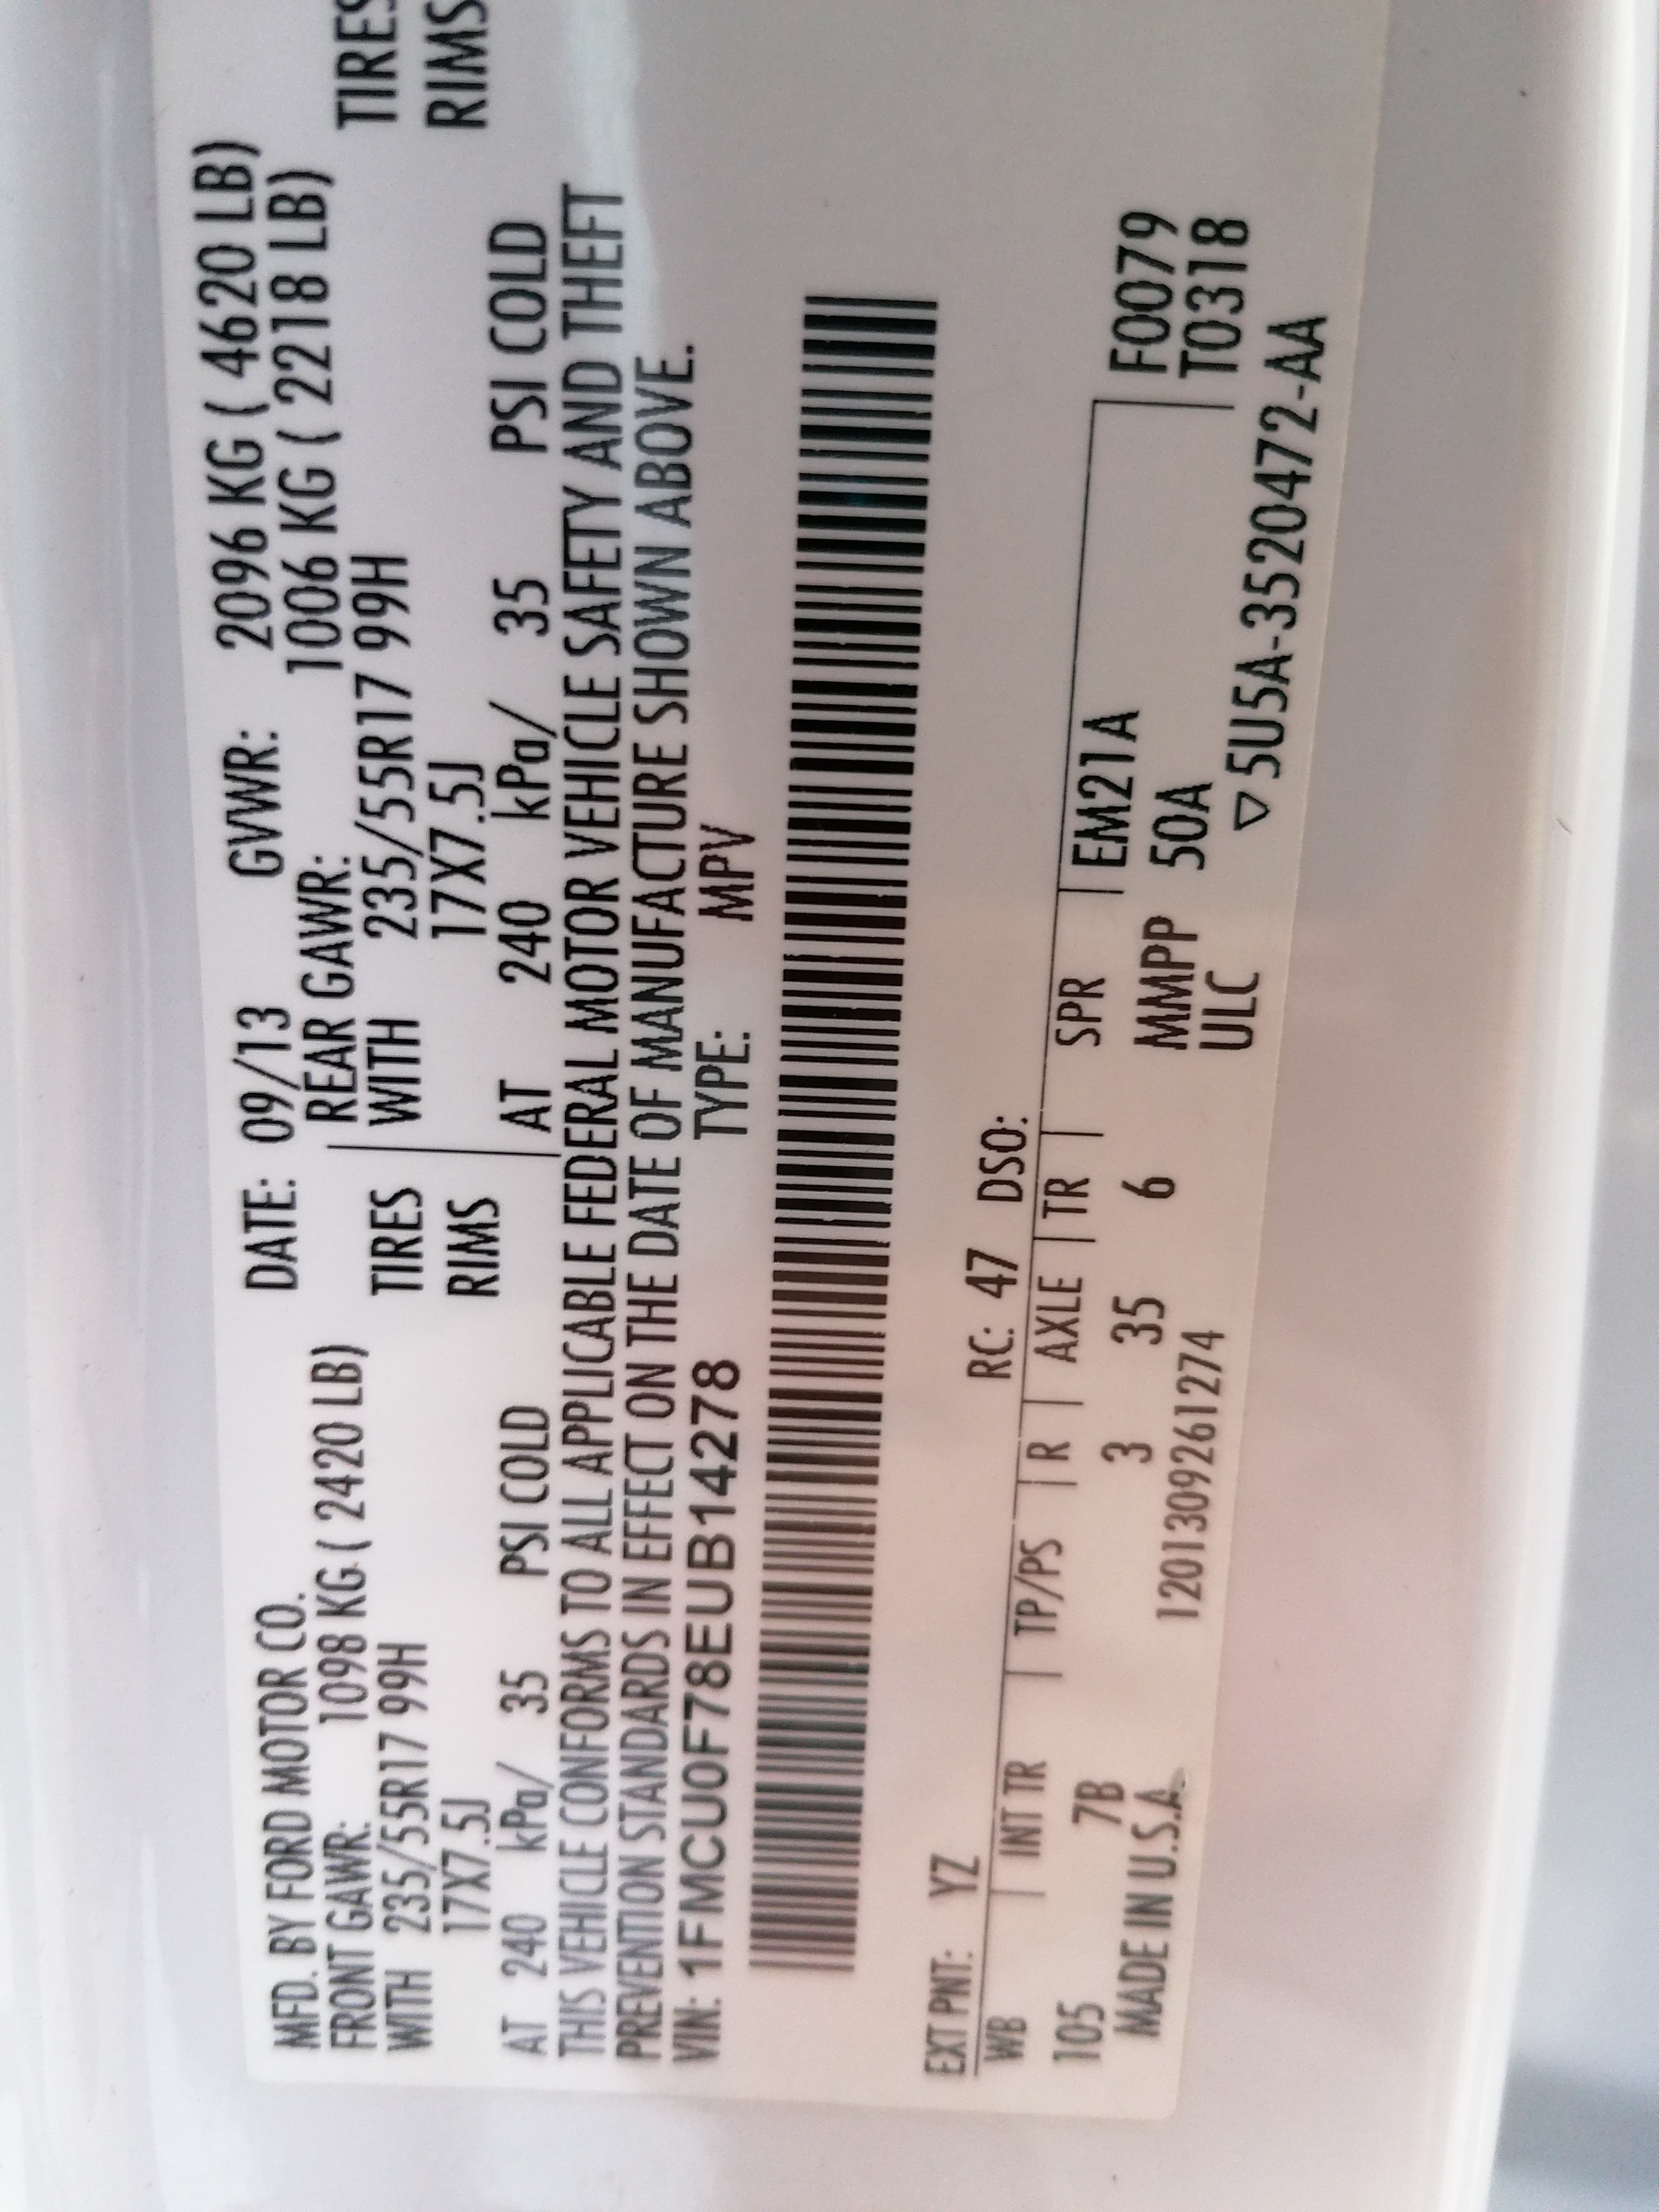 MFD. BY FORD MOTOR CO. DATE: 09/13 GVWR: 2096 KG ( 4620 LB)
FRONT GAWR: 1098 KG ( 2420 LB) REAR GAWR: 1006 KG ( 2218 LB)
WITH 235/55R17 99H TIRES WITH 235/55R17 99H TIRES
17X7.5J RIMS 17X7.5J RIMS
AT 240 kPa/ 35 PSI COLD AT 240 kPa/ 35 PSI COLD
THIS VEHICLE CONFORMS TO ALL APPLICABLE FEDERAL MOTOR VEHICLE SAFETY AND THEFT
PREVENTION STANDARDS IN EFFECT ON THE DATE OF MANUFACTURE SHOWN ABOVE.
VIN: 1FMCU0F78EUB14278 TYPE: MPV
EXT PNT: YZ RC: 47 DSO:
WB INT TR TP/PS R AXLE TR SPR EM21A F0079
105 7B 3 35 6 MMPP 50A T0318
MADE IN U.S.A. 1201309261274 ULC
▽5U5A-3520472-AA